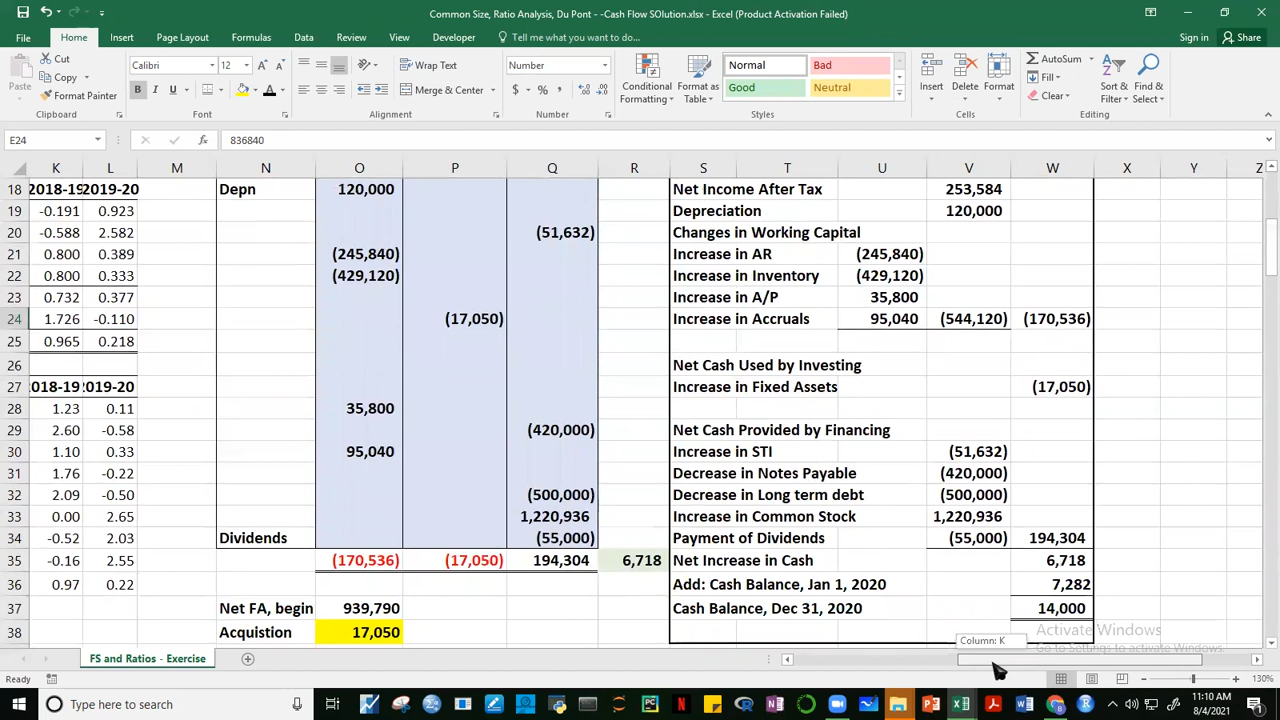 Common Size, Ratio Analysis, Du Pont - -Cash Flow SOlution.xlsx - Excel (Product Activation Failed)
File Home Insert Page Layout Formulas Data Review View Developer Tell me what you want to do... Sign in Share
Paste Cut Copy Format Painter Clipboard
Calibri 12 B I U Font
Wrap Text Merge & Center Alignment
Number $ % , Number
Conditional Formatting Format as Table Normal Bad Good Neutral Styles
Insert Delete Format Cells
AutoSum Fill Clear Sort & Filter Find & Select Editing
E24 fx 836840
K L M N O P Q R S T U V W X Y Z
18 2018-19 2019-20 Depn 120,000 Net Income After Tax 253,584
19 -0.191 0.923 Depreciation 120,000
20 -0.588 2.582 (51,632) Changes in Working Capital
21 0.800 0.389 (245,840) Increase in AR (245,840)
22 0.800 0.333 (429,120) Increase in Inventory (429,120)
23 0.732 0.377 Increase in A/P 35,800
24 1.726 -0.110 (17,050) Increase in Accruals 95,040 (544,120) (170,536)
25 0.965 0.218
26 Net Cash Used by Investing
27 018-19 019-20 Increase in Fixed Assets (17,050)
28 1.23 0.11 35,800
29 2.60 -0.58 (420,000) Net Cash Provided by Financing
30 1.10 0.33 95,040 Increase in STI (51,632)
31 1.76 -0.22 Decrease in Notes Payable (420,000)
32 2.09 -0.50 (500,000) Decrease in Long term debt (500,000)
33 0.00 2.65 1,220,936 Increase in Common Stock 1,220,936
34 -0.52 2.03 Dividends (55,000) Payment of Dividends (55,000) 194,304
35 -0.16 2.55 (170,536) (17,050) 194,304 6,718 Net Increase in Cash 6,718
36 0.97 0.22 Add: Cash Balance, Jan 1, 2020 7,282
37 Net FA, begin 939,790 Cash Balance, Dec 31, 2020 14,000
38 Acquistion 17,050
Activate Windows
Go to Settings to activate Windows.
Column: K
FS and Ratios - Exercise
Ready 130%
Type here to search
11:10 AM
8/4/2021